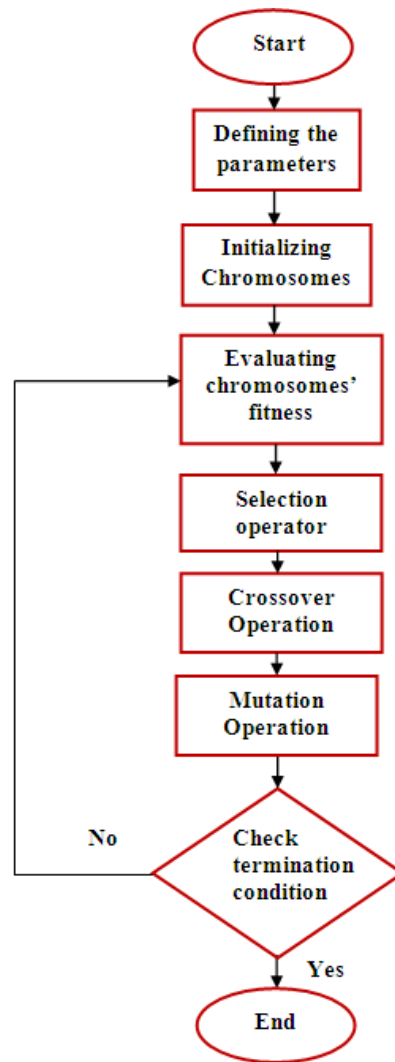 Start
Defining the
parameters
Initializing
Chromosomes
Evaluating
chromosomes’
fitness
Selection
operator
Crossover
Operation
Mutation
Operation
No
Check
termination
condition
Yes
End